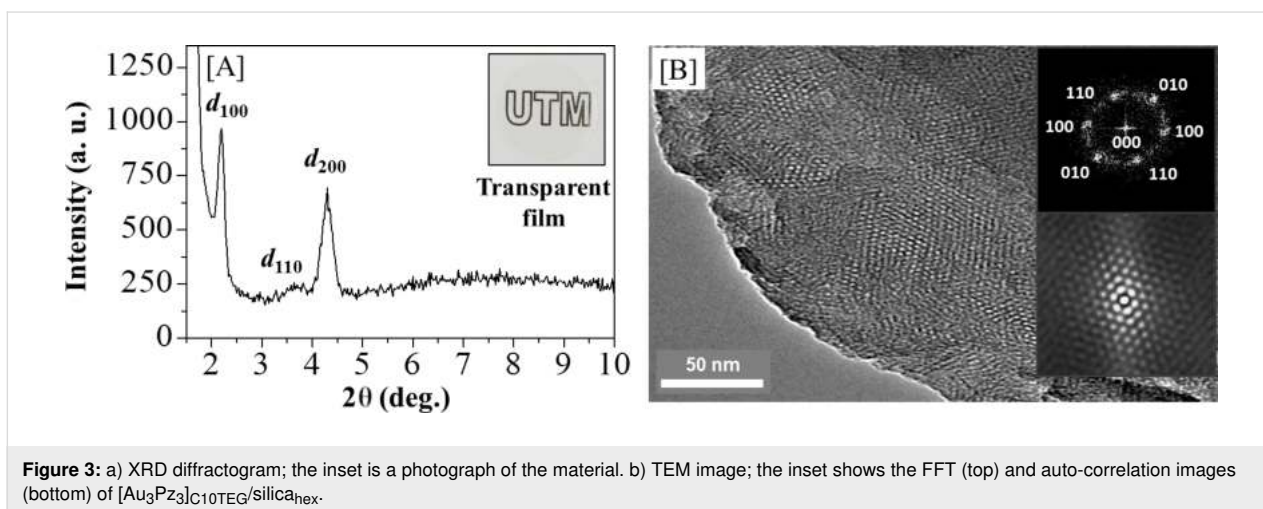 [A]
Intensity (a. u.)
1250
1000
750
500
250
0
d100
d110
d200
UTM
Transparent
film
2 3 4 5 6 7 8 9 10
2θ (deg.)
[B]
50 nm
110 010
100 000 100
010 110
Figure 3: a) XRD diffractogram; the inset is a photograph of the material. b) TEM image; the inset shows the FFT (top) and auto-correlation images
(bottom) of [Au3Pz3]C10TEG/silicahex.